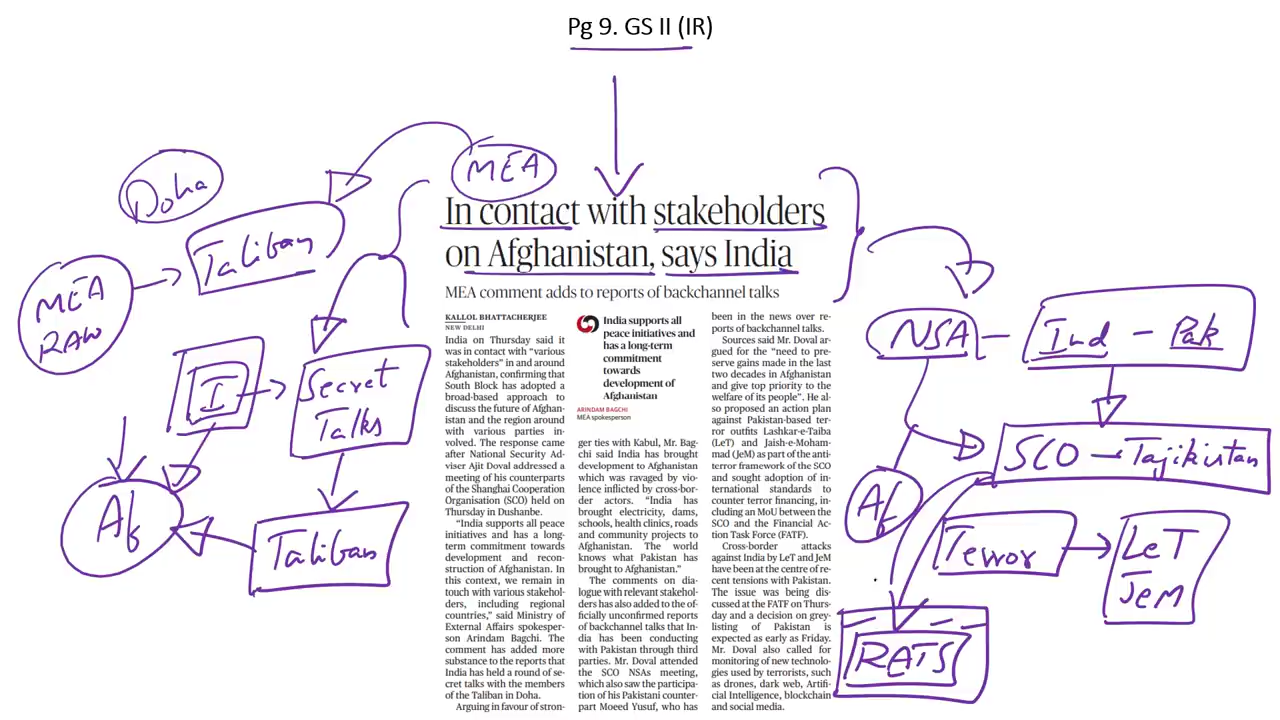 Pg 9. GS II (IR)
MEA
Doha
Taliban
MEA
RAW
I
Secret
Talks
Af
Taliban
In contact with stakeholders
on Afghanistan, says India
MEA comment adds to reports of backchannel talks
KALLOL BHATTACHERJEE
NEW DELHI
India on Thursday said it
was in contact with “various
stakeholders” in and around
Afghanistan, confirming that
South Block has adopted a
broad-based approach to
discuss the future of Afghan-
istan and the region around
with various parties in-
volved. The response came
after National Security Ad-
viser Ajit Doval addressed a
meeting of his counterparts
of the Shanghai Cooperation
Organisation (SCO) held on
Thursday in Dushanbe.
“India supports all peace
initiatives and has a long-
term commitment towards
development and recon-
struction of Afghanistan. In
this context, we remain in
touch with various stakehol-
ders, including regional
countries,” said Ministry of
External Affairs spokesper-
son Arindam Bagchi. The
comment has added more
substance to the reports that
India has held a round of se-
cret talks with the members
of the Taliban in Doha.
Arguing in favour of stron-
India supports all
peace initiatives and
has a long-term
commitment
towards
development of
Afghanistan
ARINDAM BAGCHI
MEA spokesperson
ger ties with Kabul, Mr. Bag-
chi said India has brought
development to Afghanistan
which was ravaged by vio-
lence inflicted by cross-bor-
der actors. “India has
brought electricity, dams,
schools, health clinics, roads
and community projects to
Afghanistan. The world
knows what Pakistan has
brought to Afghanistan.”
The comments on dia-
logue with relevant stakehol-
ders has also added to the of-
ficially unconfirmed reports
of backchannel talks that In-
dia has been conducting
with Pakistan through third
parties. Mr. Doval attended
the SCO NSAs meeting,
which also saw the participa-
tion of his Pakistani counter-
part Moeed Yusuf, who has
been in the news over re-
ports of backchannel talks.
Sources said Mr. Doval ar-
gued for the “need to pre-
serve gains made in the last
two decades in Afghanistan
and give top priority to the
welfare of its people”. He al-
so proposed an action plan
against Pakistan-based ter-
ror outfits Lashkar-e-Taiba
(LeT) and Jaish-e-Moham-
mad (JeM) as part of the anti-
terror framework of the SCO
and sought adoption of in-
ternational standards to
counter terror financing, in-
cluding an MoU between the
SCO and the Financial Ac-
tion Task Force (FATF).
Cross-border attacks
against India by LeT and JeM
have been at the centre of re-
cent tensions with Pakistan.
The issue was being dis-
cussed at the FATF on Thurs-
day and a decision on grey-
listing of Pakistan is
expected as early as Friday.
Mr. Doval also called for
monitoring of new technolo-
gies used by terrorists, such
as drones, dark web, Artifi-
cial Intelligence, blockchain
and social media.
NSA - Ind - Pak
SCO - Tajikistan
Af
Terror
LeT
JeM
RATS